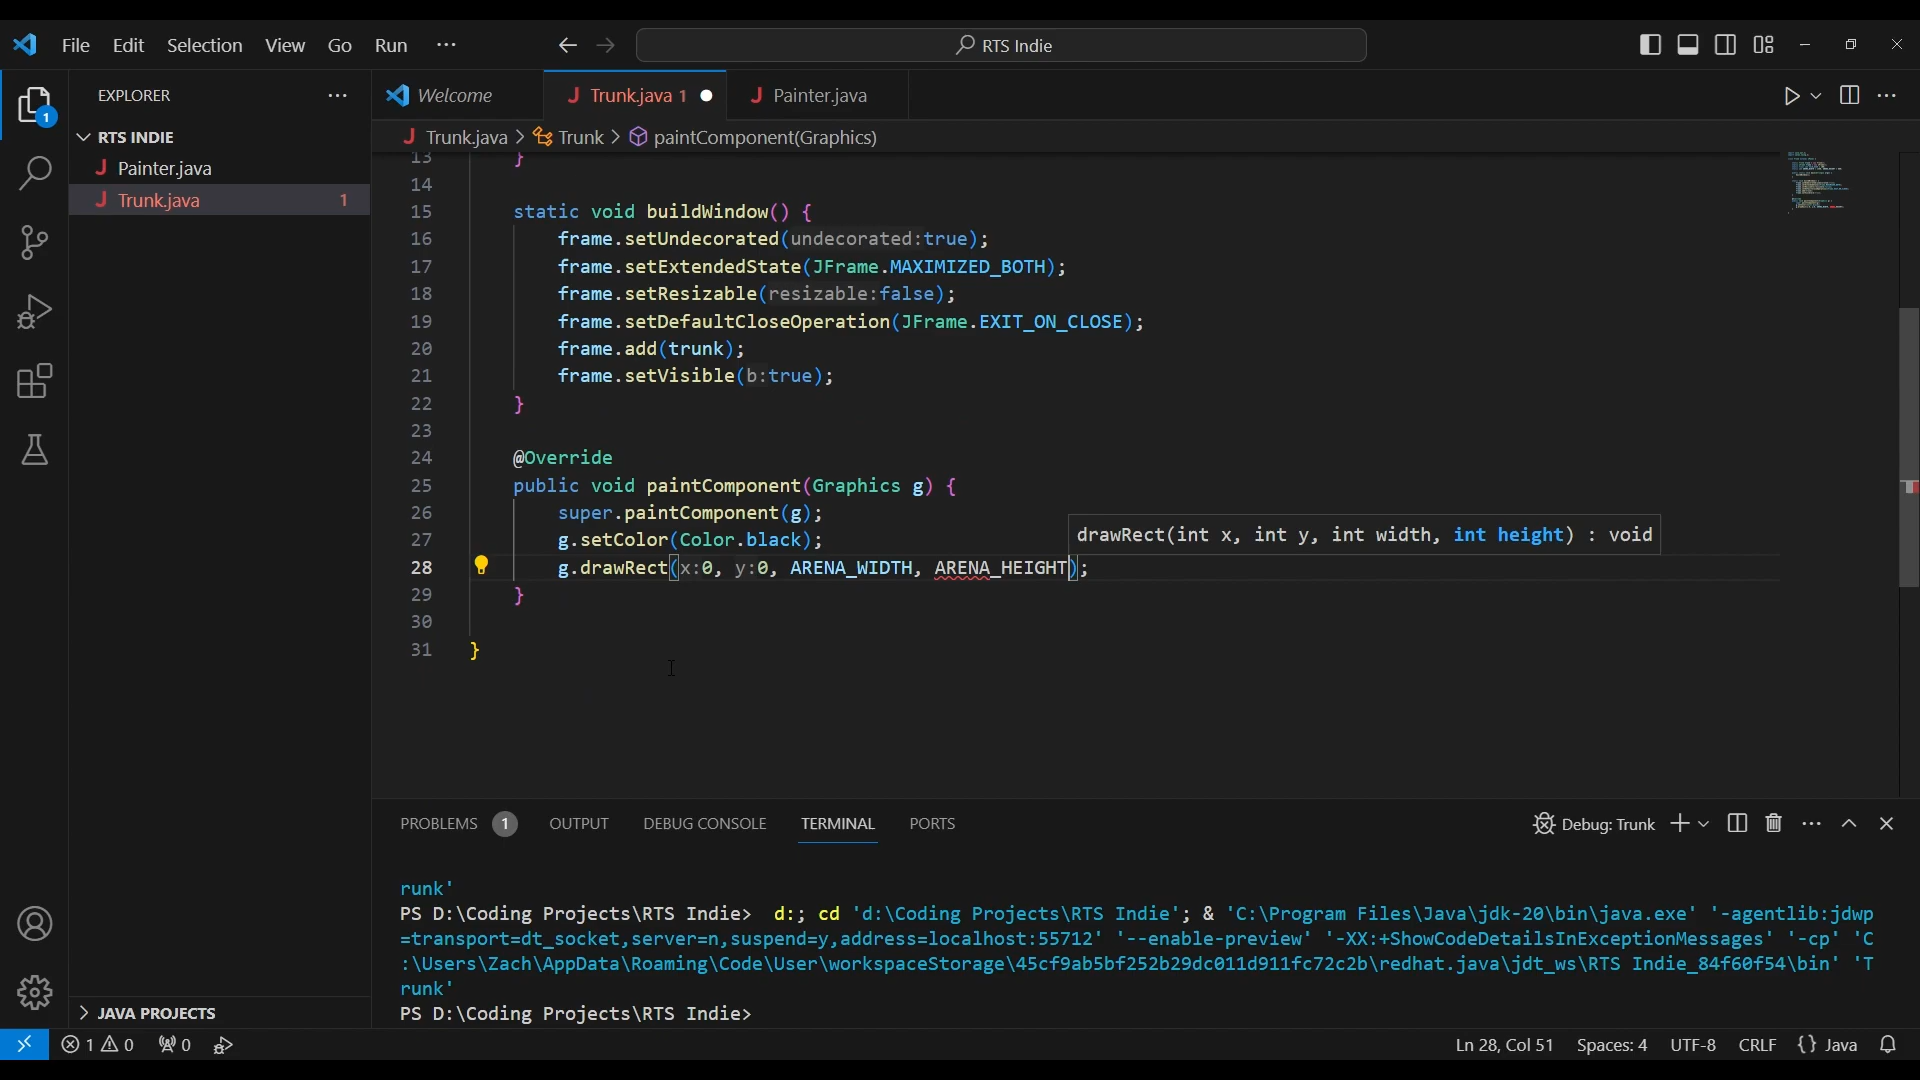 File Edit Selection View Go Run ··· RTS Indie
EXPLORER ···
RTS INDIE
Painter.java
Trunk.java 1
JAVA PROJECTS
1
Welcome Trunk.java 1 Painter.java
Trunk.java > Trunk > paintComponent(Graphics)
13 }
14
15 static void buildWindow() {
16 frame.setUndecorated(undecorated:true);
17 frame.setExtendedState(JFrame.MAXIMIZED_BOTH);
18 frame.setResizable(resizable:false);
19 frame.setDefaultCloseOperation(JFrame.EXIT_ON_CLOSE);
20 frame.add(trunk);
21 frame.setVisible(b:true);
22 }
23
24 @Override
25 public void paintComponent(Graphics g) {
26 super.paintComponent(g);
27 g.setColor(Color.black);
drawRect(int x, int y, int width, int height) : void
28 g.drawRect(x:0, y:0, ARENA_WIDTH, ARENA_HEIGHT);
29 }
30
31 }
PROBLEMS 1 OUTPUT DEBUG CONSOLE TERMINAL PORTS Debug: Trunk
runk'
PS D:\Coding Projects\RTS Indie> d:; cd 'd:\Coding Projects\RTS Indie'; & 'C:\Program Files\Java\jdk-20\bin\java.exe' '-agentlib:jdwp
=transport=dt_socket,server=n,suspend=y,address=localhost:55712' '--enable-preview' '-XX:+ShowCodeDetailsInExceptionMessages' '-cp' 'C
:\Users\Zach\AppData\Roaming\Code\User\workspaceStorage\45cf9ab5bf252b29dc011d911fc72c2b\redhat.java\jdt_ws\RTS Indie_84f60f54\bin' 'T
runk'
PS D:\Coding Projects\RTS Indie>
1 0 0 Ln 28, Col 51 Spaces: 4 UTF-8 CRLF {} Java